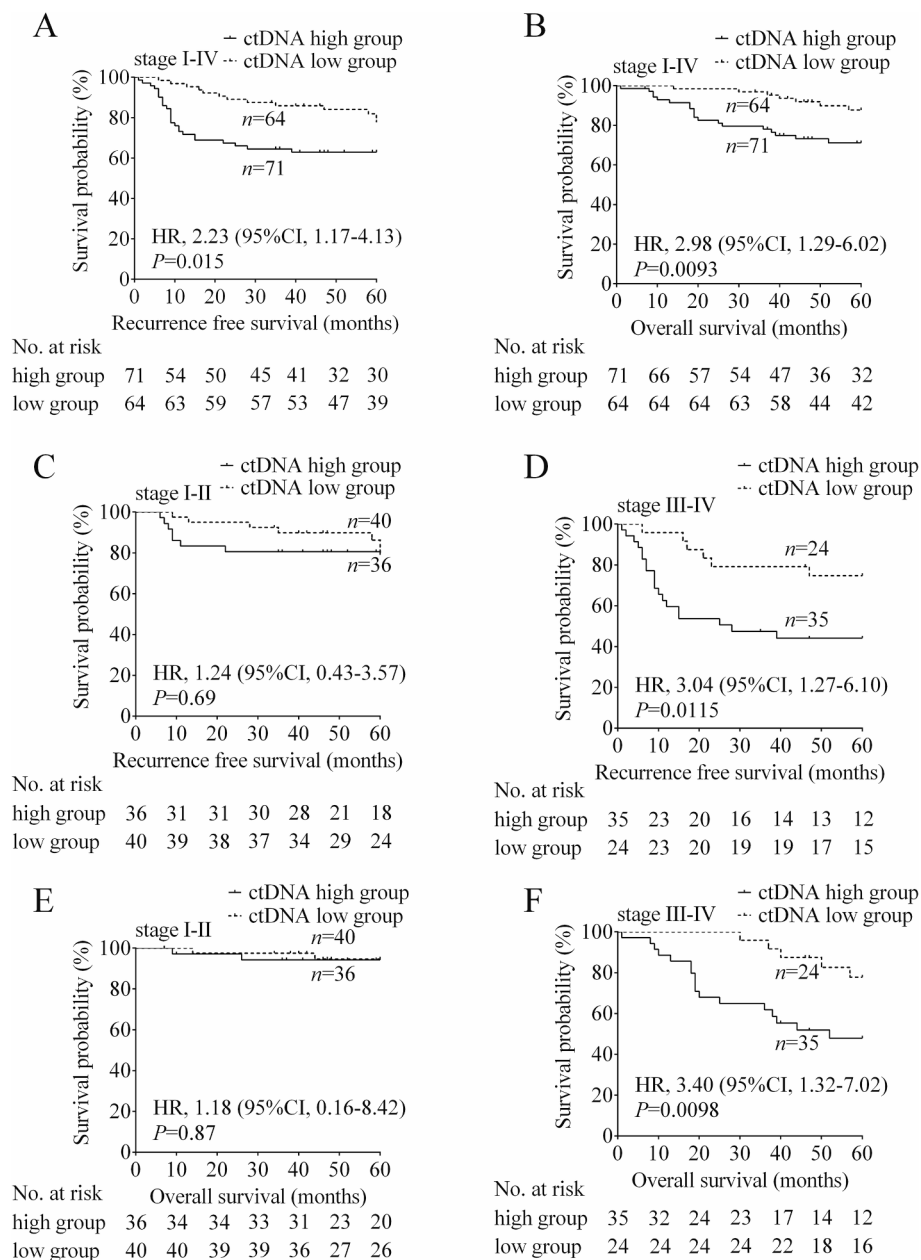 A
ctDNA high group
stage I-IV
ctDNA low group
Survival probability (%)
100
80
60
40
20
0
n=64
n=71
HR, 2.23 (95%CI, 1.17-4.13)
P=0.015
0 10 20 30 40 50 60
Recurrence free survival (months)
No. at risk
high group 71 54 50 45 41 32 30
low group 64 63 59 57 53 47 39
B
ctDNA high group
stage I-IV
ctDNA low group
Survival probability (%)
100
80
60
40
20
0
n=64
n=71
HR, 2.98 (95%CI, 1.29-6.02)
P=0.0093
0 10 20 30 40 50 60
Overall survival (months)
No. at risk
high group 71 66 57 54 47 36 32
low group 64 64 64 63 58 44 42
C
ctDNA high group
stage I-II
ctDNA low group
Survival probability (%)
100
80
60
40
20
0
n=40
n=36
HR, 1.24 (95%CI, 0.43-3.57)
P=0.69
0 10 20 30 40 50 60
Recurrence free survival (months)
No. at risk
high group 36 31 31 30 28 21 18
low group 40 39 38 37 34 29 24
D
ctDNA high group
ctDNA low group
stage III-IV
Survival probability (%)
100
80
60
40
20
0
n=24
n=35
HR, 3.04 (95%CI, 1.27-6.10)
P=0.0115
0 10 20 30 40 50 60
Recurrence free survival (months)
No. at risk
high group 35 23 20 16 14 13 12
low group 24 23 20 19 19 17 15
E
ctDNA high group
stage I-II
ctDNA low group
Survival probability (%)
100
80
60
40
20
0
n=40
n=36
HR, 1.18 (95%CI, 0.16-8.42)
P=0.87
0 10 20 30 40 50 60
Overall survival (months)
No. at risk
high group 36 34 34 33 31 23 20
low group 40 40 39 39 36 27 26
F
ctDNA high group
ctDNA low group
stage III-IV
Survival probability (%)
100
80
60
40
20
0
n=24
n=35
HR, 3.40 (95%CI, 1.32-7.02)
P=0.0098
0 10 20 30 40 50 60
Overall survival (months)
No. at risk
high group 35 32 24 23 17 14 12
low group 24 24 24 24 22 18 16